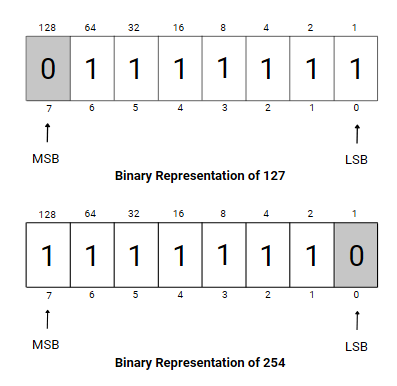 128 64 32 16 8 4 2 1
0 1 1 1 1 1 1 1
7 6 5 4 3 2 1 0
MSB LSB
Binary Representation of 127
128 64 32 16 8 4 2 1
1 1 1 1 1 1 1 0
7 6 5 4 3 2 1 0
MSB LSB
Binary Representation of 254